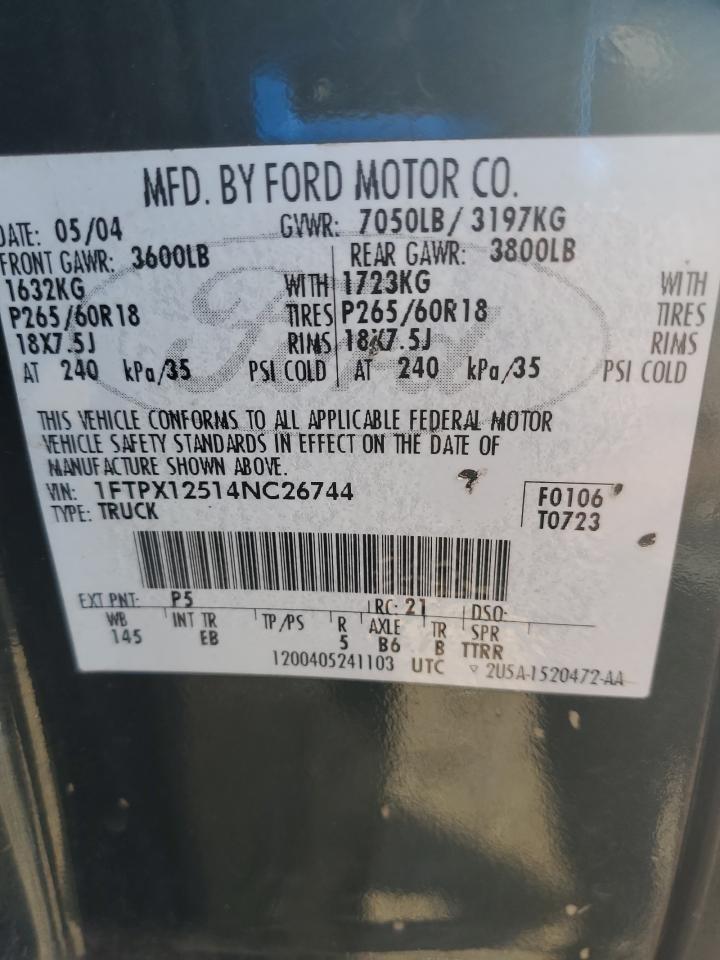 MFD. BY FORD MOTOR CO.
DATE: 05/04 GVWR: 7050LB/ 3197KG
FRONT GAWR: 3600LB REAR GAWR: 3800LB
1632KG WITH 1723KG WITH
P265/60R18 TIRES P265/60R18 TIRES
18X7.5J RIMS 18X7.5J RIMS
AT 240 kPa/35 PSI COLD AT 240 kPa/35 PSI COLD
Ford
THIS VEHICLE CONFORMS TO ALL APPLICABLE FEDERAL MOTOR
VEHICLE SAFETY STANDARDS IN EFFECT ON THE DATE OF
MANUFACTURE SHOWN ABOVE.
VIN: 1FTPX12514NC26744 F0106
TYPE: TRUCK T0723
EXT PNT: P5 RC: 21 DSO:
WB INT TR TP/PS R AXLE TR SPR
145 EB 5 B6 B TTRR
1200405241103 UTC 2U5A-1520472-AA